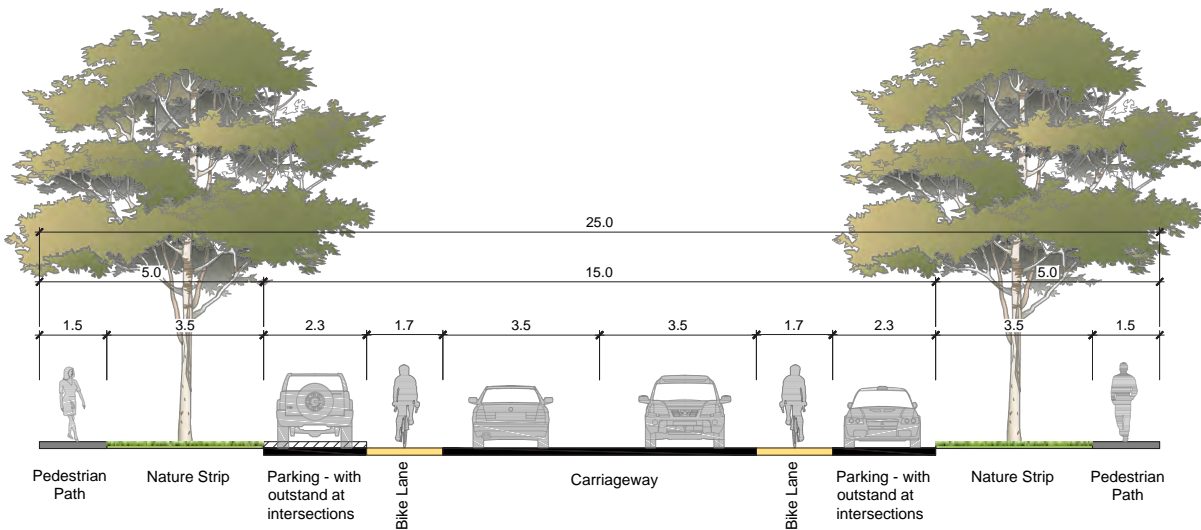 25.0
5.0
15.0
5.0
1.5
3.5
2.3
1.7
3.5
3.5
1.7
2.3
3.5
1.5
Pedestrian
Path
Nature Strip
Parking - with
outstand at
intersections
Bike Lane
Carriageway
Bike Lane
Parking - with
outstand at
intersections
Nature Strip
Pedestrian
Path